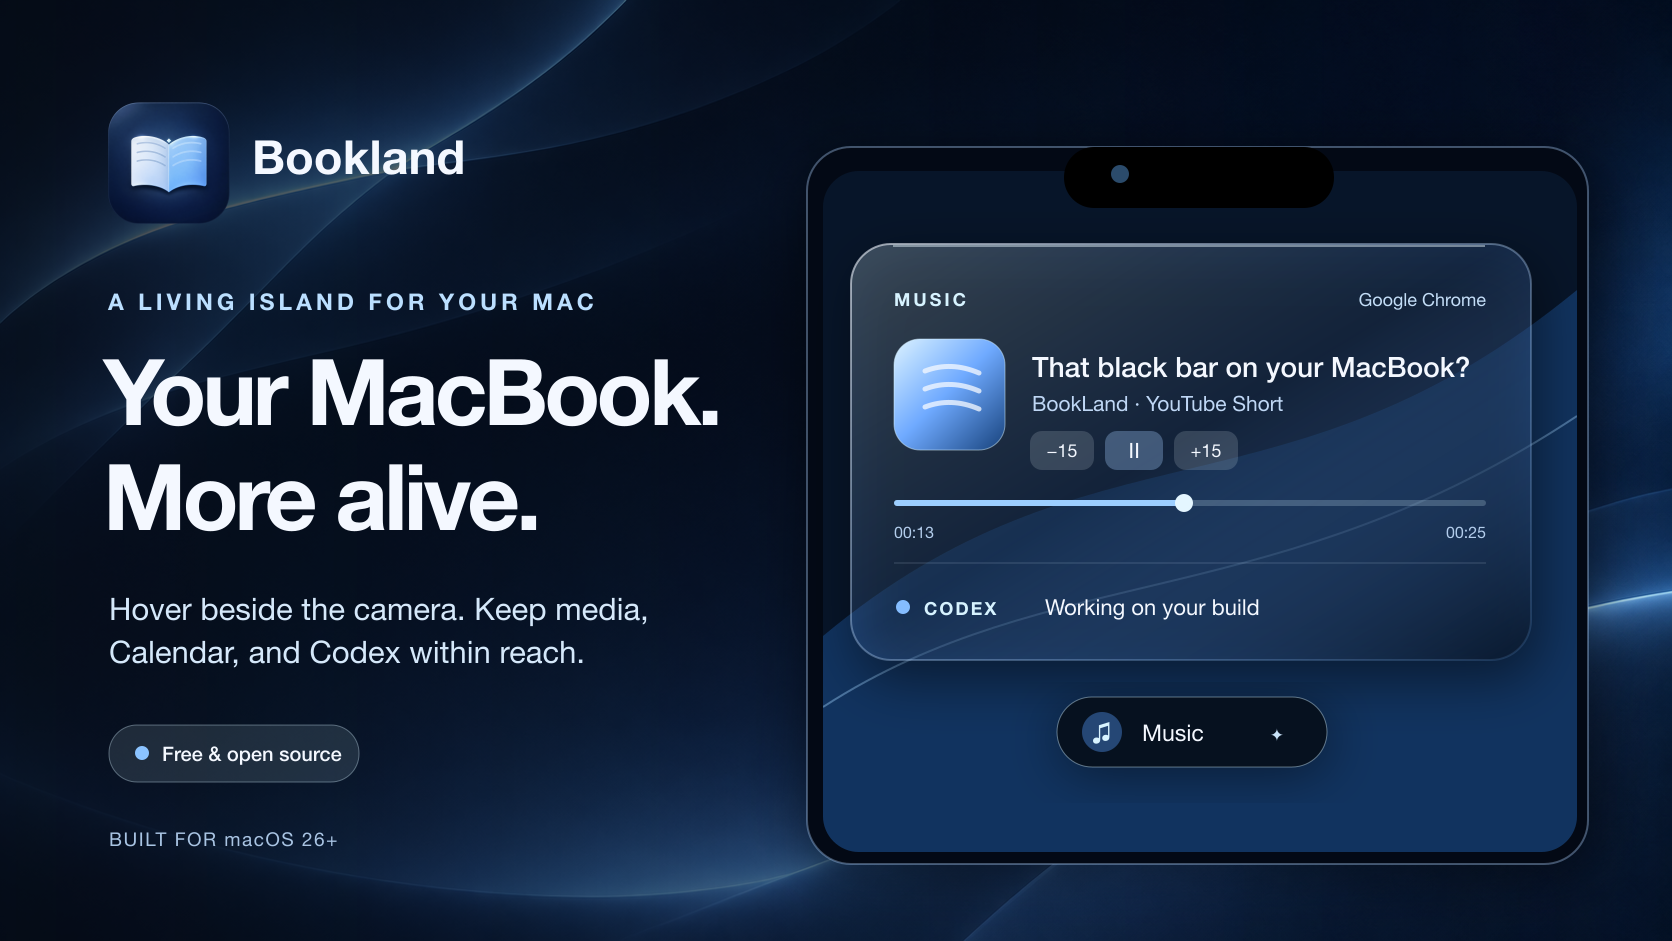 Bookland
A LIVING ISLAND FOR YOUR MAC
Your MacBook.
More alive.
Hover beside the camera. Keep media,
Calendar, and Codex within reach.
Free & open source
BUILT FOR macOS 26+
MUSIC
Google Chrome
That black bar on your MacBook?
BookLand · YouTube Short
−15
+15
00:13
00:25
CODEX
Working on your build
Music